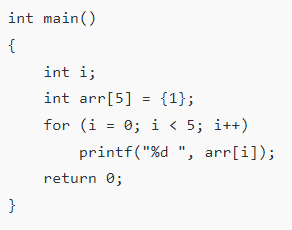 int main()
{
    int i;
    int arr[5] = {1};
    for (i = 0; i < 5; i++)
        printf("%d ", arr[i]);
    return 0;
}